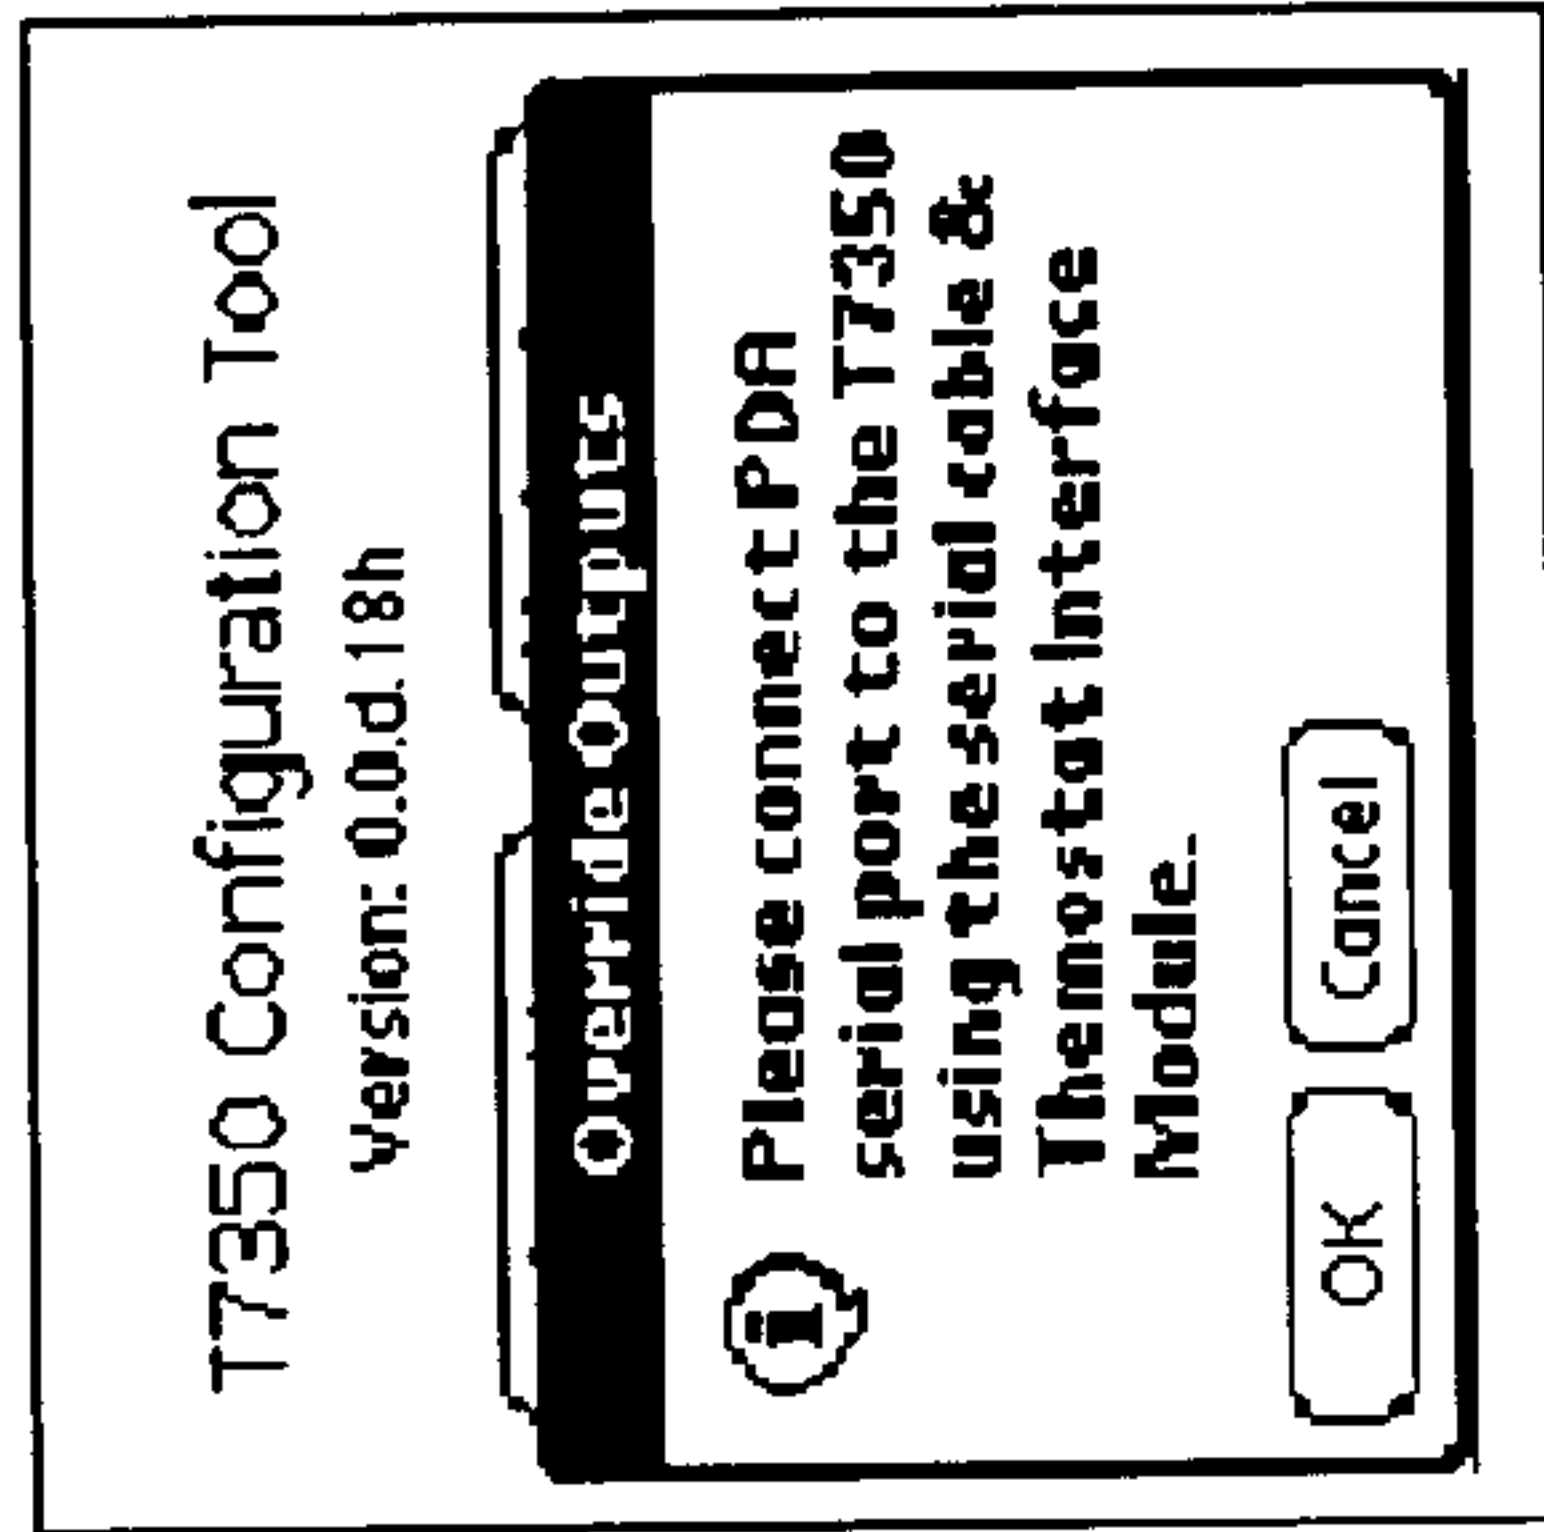 T7350 Configuration Tool
Version: 0.0.d.18h
Override Outputs
i
Please connect PDA
serial port to the T7350
using the serial cable &
Themostat Interface
Module.
OK
Cancel